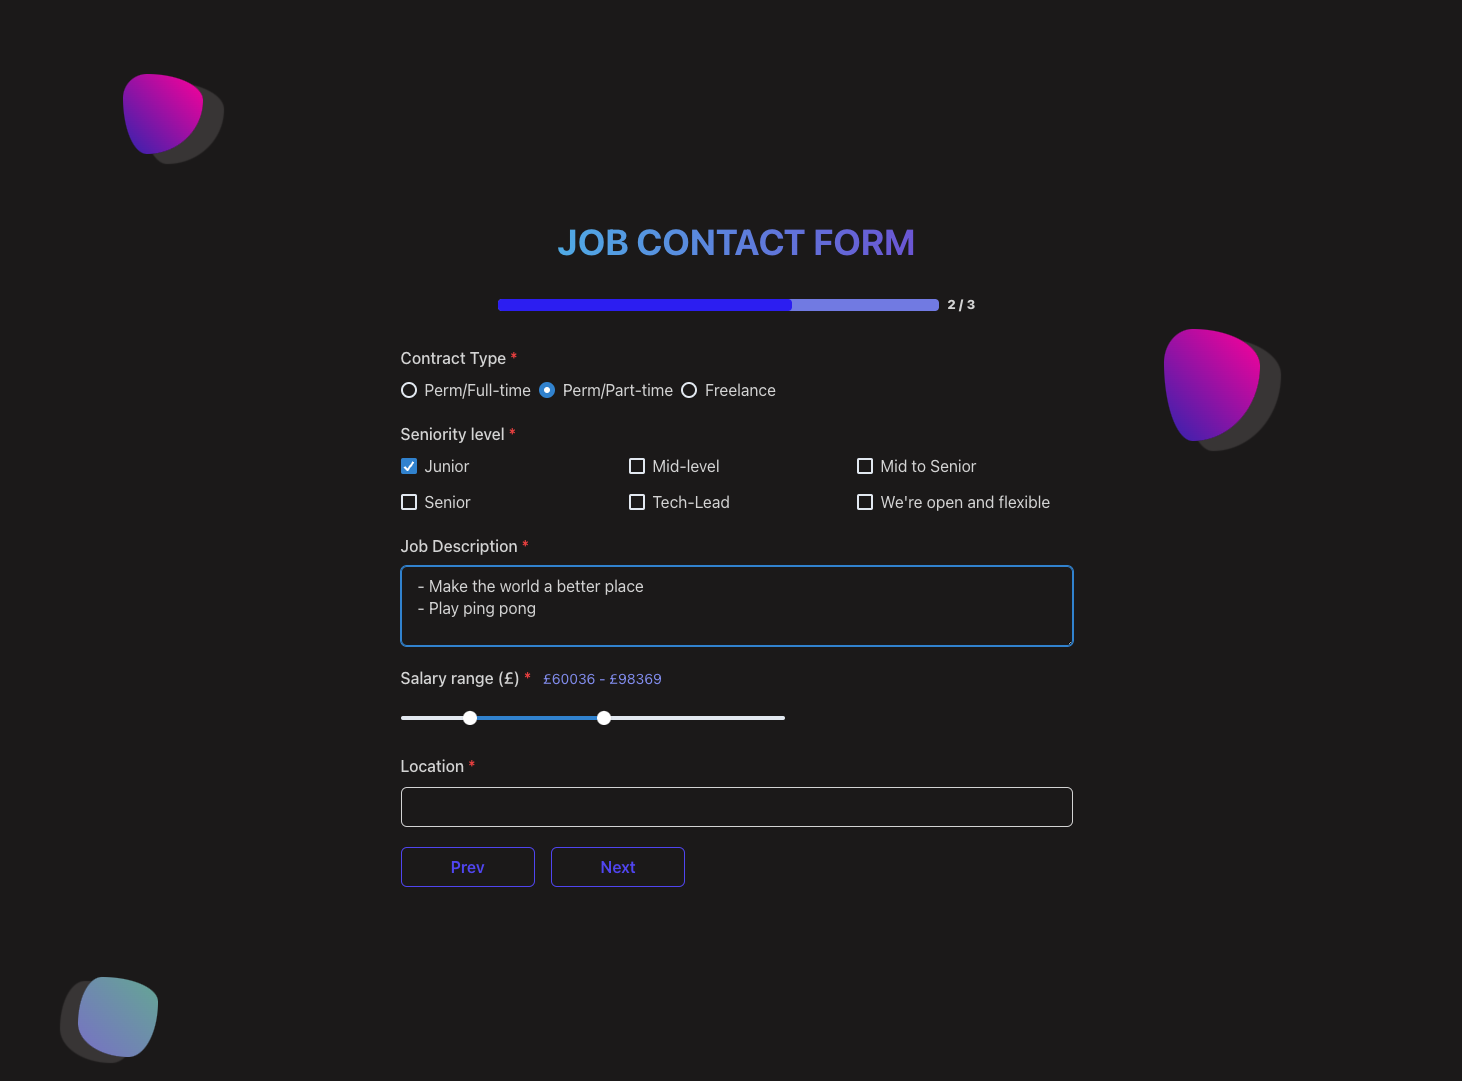 JOB CONTACT FORM
2 / 3
Contract Type *
Perm/Full-time Perm/Part-time Freelance
Seniority level *
Junior Mid-level Mid to Senior
Senior Tech-Lead We're open and flexible
Job Description *
- Make the world a better place
- Play ping pong
Salary range (£) * £60036 - £98369
Location *
Prev Next